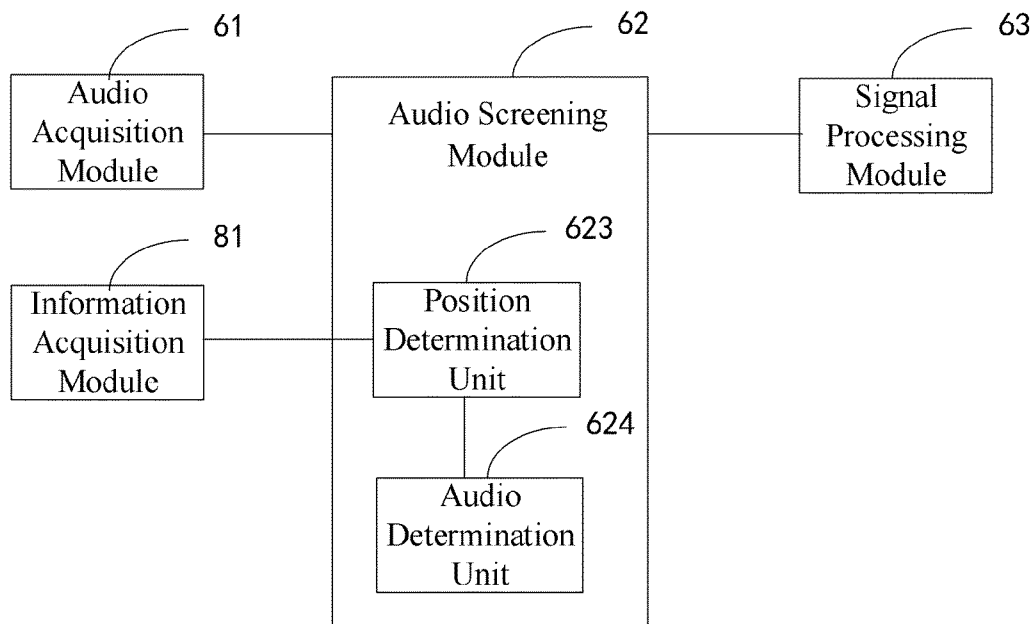 61
Audio
Acquisition
Module
62
Audio Screening
Module
63
Signal
Processing
Module
81
Information
Acquisition
Module
623
Position
Determination
Unit
624
Audio
Determination
Unit